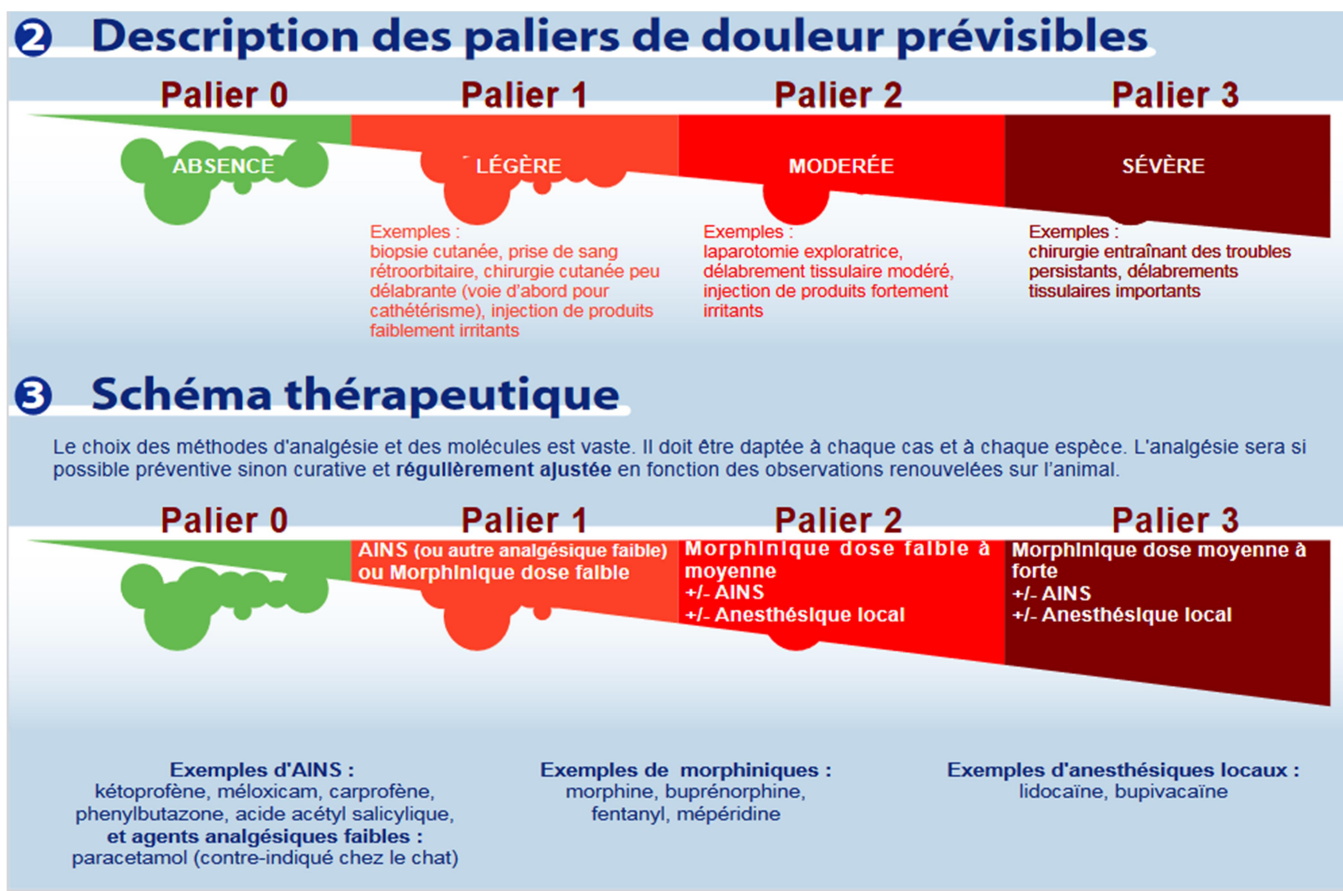 2 Description des paliers de douleur prévisibles
Palier 0
Palier 1
Palier 2
Palier 3
ABSENCE
LÉGÈRE
MODERÉE
SÉVÈRE
Exemples :
biopsie cutanée, prise de sang
rétroorbitaire, chirurgie cutanée peu
délabrante (voie d'abord pour
cathétérisme), injection de produits
faiblement irritants
Exemples :
laparotomie exploratrice,
délabrement tissulaire modéré,
injection de produits fortement
irritants
Exemples :
chirurgie entraînant des troubles
persistants, délabrements
tissulaires importants
3 Schéma thérapeutique
Le choix des méthodes d'analgésie et des molécules est vaste. Il doit être daptée à chaque cas et à chaque espèce. L'analgésie sera si
possible préventive sinon curative et régulièrement ajustée en fonction des observations renouvelées sur l'animal.
Palier 0
Palier 1
Palier 2
Palier 3
AINS (ou autre analgésique faible)
ou Morphinique dose faible
Morphinique dose faible à
moyenne
+/- AINS
+/- Anesthésique local
Morphinique dose moyenne à
forte
+/- AINS
+/- Anesthésique local
Exemples d'AINS :
kétoprofène, méloxicam, carprofène,
phenylbutazone, acide acétyl salicylique,
et agents analgésiques faibles :
paracetamol (contre-indiqué chez le chat)
Exemples de morphiniques :
morphine, buprénorphine,
fentanyl, mépéridine
Exemples d'anesthésiques locaux :
lidocaïne, bupivacaïne